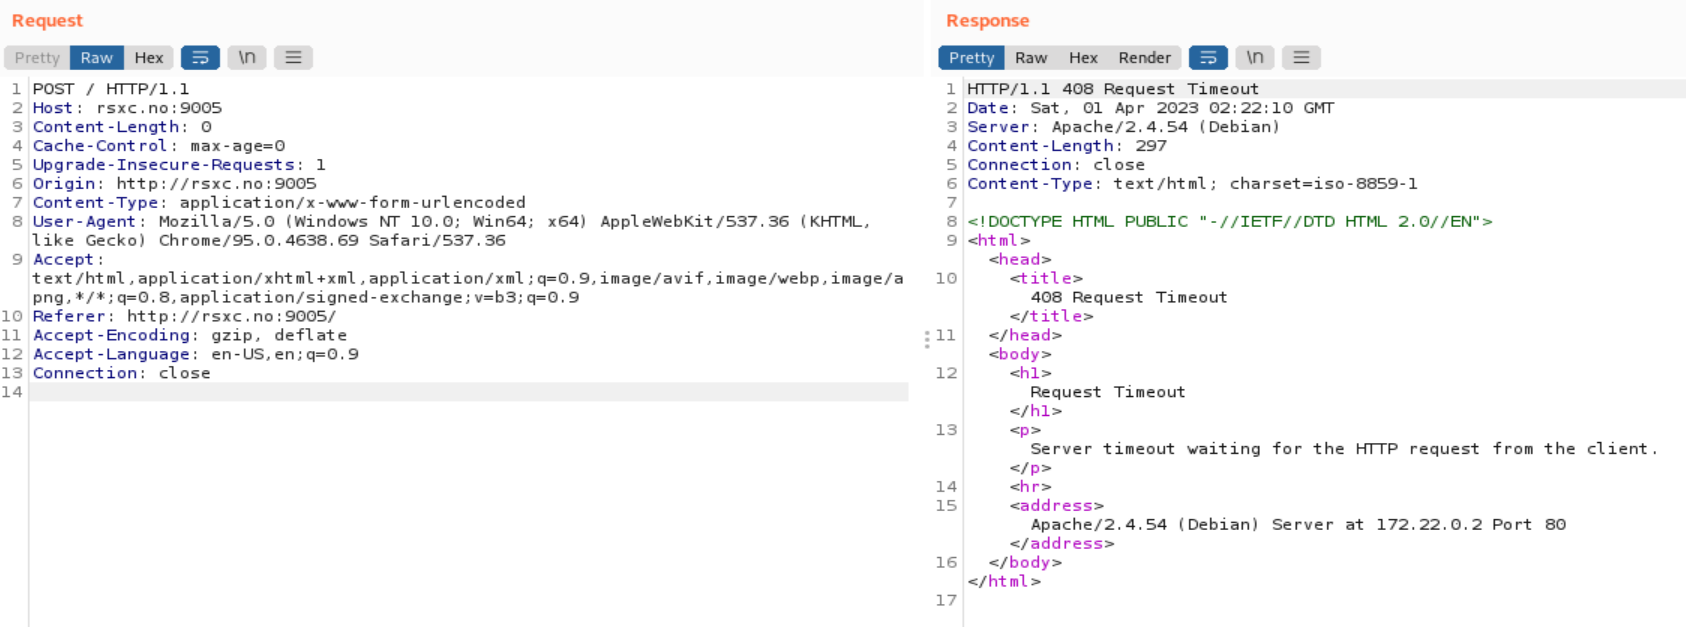 Request
Pretty Raw Hex \n
1 POST / HTTP/1.1
2 Host: rsxc.no:9005
3 Content-Length: 0
4 Cache-Control: max-age=0
5 Upgrade-Insecure-Requests: 1
6 Origin: http://rsxc.no:9005
7 Content-Type: application/x-www-form-urlencoded
8 User-Agent: Mozilla/5.0 (Windows NT 10.0; Win64; x64) AppleWebKit/537.36 (KHTML,
like Gecko) Chrome/95.0.4638.69 Safari/537.36
9 Accept:
text/html,application/xhtml+xml,application/xml;q=0.9,image/avif,image/webp,image/a
png,*/*;q=0.8,application/signed-exchange;v=b3;q=0.9
10 Referer: http://rsxc.no:9005/
11 Accept-Encoding: gzip, deflate
12 Accept-Language: en-US,en;q=0.9
13 Connection: close
14
Response
Pretty Raw Hex Render \n
1 HTTP/1.1 408 Request Timeout
2 Date: Sat, 01 Apr 2023 02:22:10 GMT
3 Server: Apache/2.4.54 (Debian)
4 Content-Length: 297
5 Connection: close
6 Content-Type: text/html; charset=iso-8859-1
7
8 <!DOCTYPE HTML PUBLIC "-//IETF//DTD HTML 2.0//EN">
9 <html>
<head>
10 <title>
408 Request Timeout
</title>
11 </head>
<body>
12 <h1>
Request Timeout
</h1>
13 <p>
Server timeout waiting for the HTTP request from the client.
</p>
14 <hr>
15 <address>
Apache/2.4.54 (Debian) Server at 172.22.0.2 Port 80
</address>
16 </body>
</html>
17